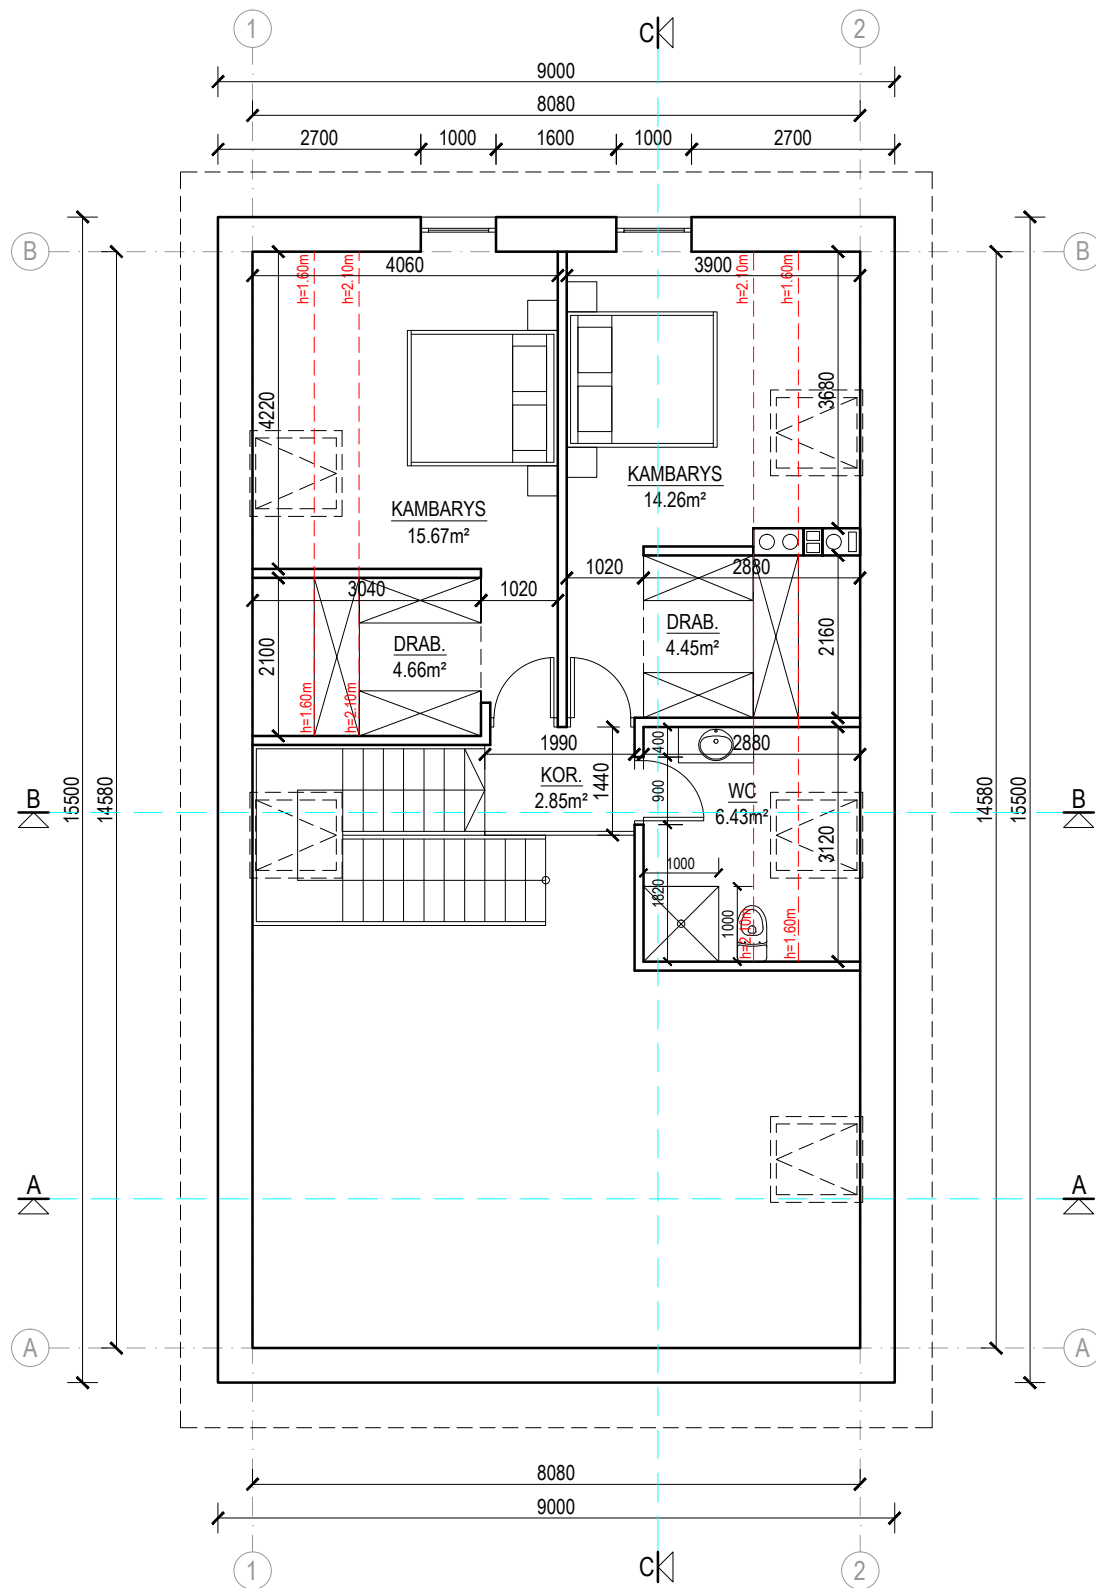 1
C
2
9000
8080
2700 1000 1600 1000 2700
B
B
4060
3900
h=1.60m
h=2.10m
h=2.10m
h=1.60m
4220
3680
KAMBARYS
15.67m²
KAMBARYS
14.26m²
3040
1020
1020
2880
2100
DRAB.
4.66m²
DRAB.
4.45m²
2160
h=1.60m
h=2.10m
1990
1440
400
2880
KOR.
2.85m²
900
WC
6.43m²
3120
15500
14580
14580
15500
B
B
1000
1820
1000
h=2.10m
h=1.60m
A
A
A
A
8080
9000
1
C
2